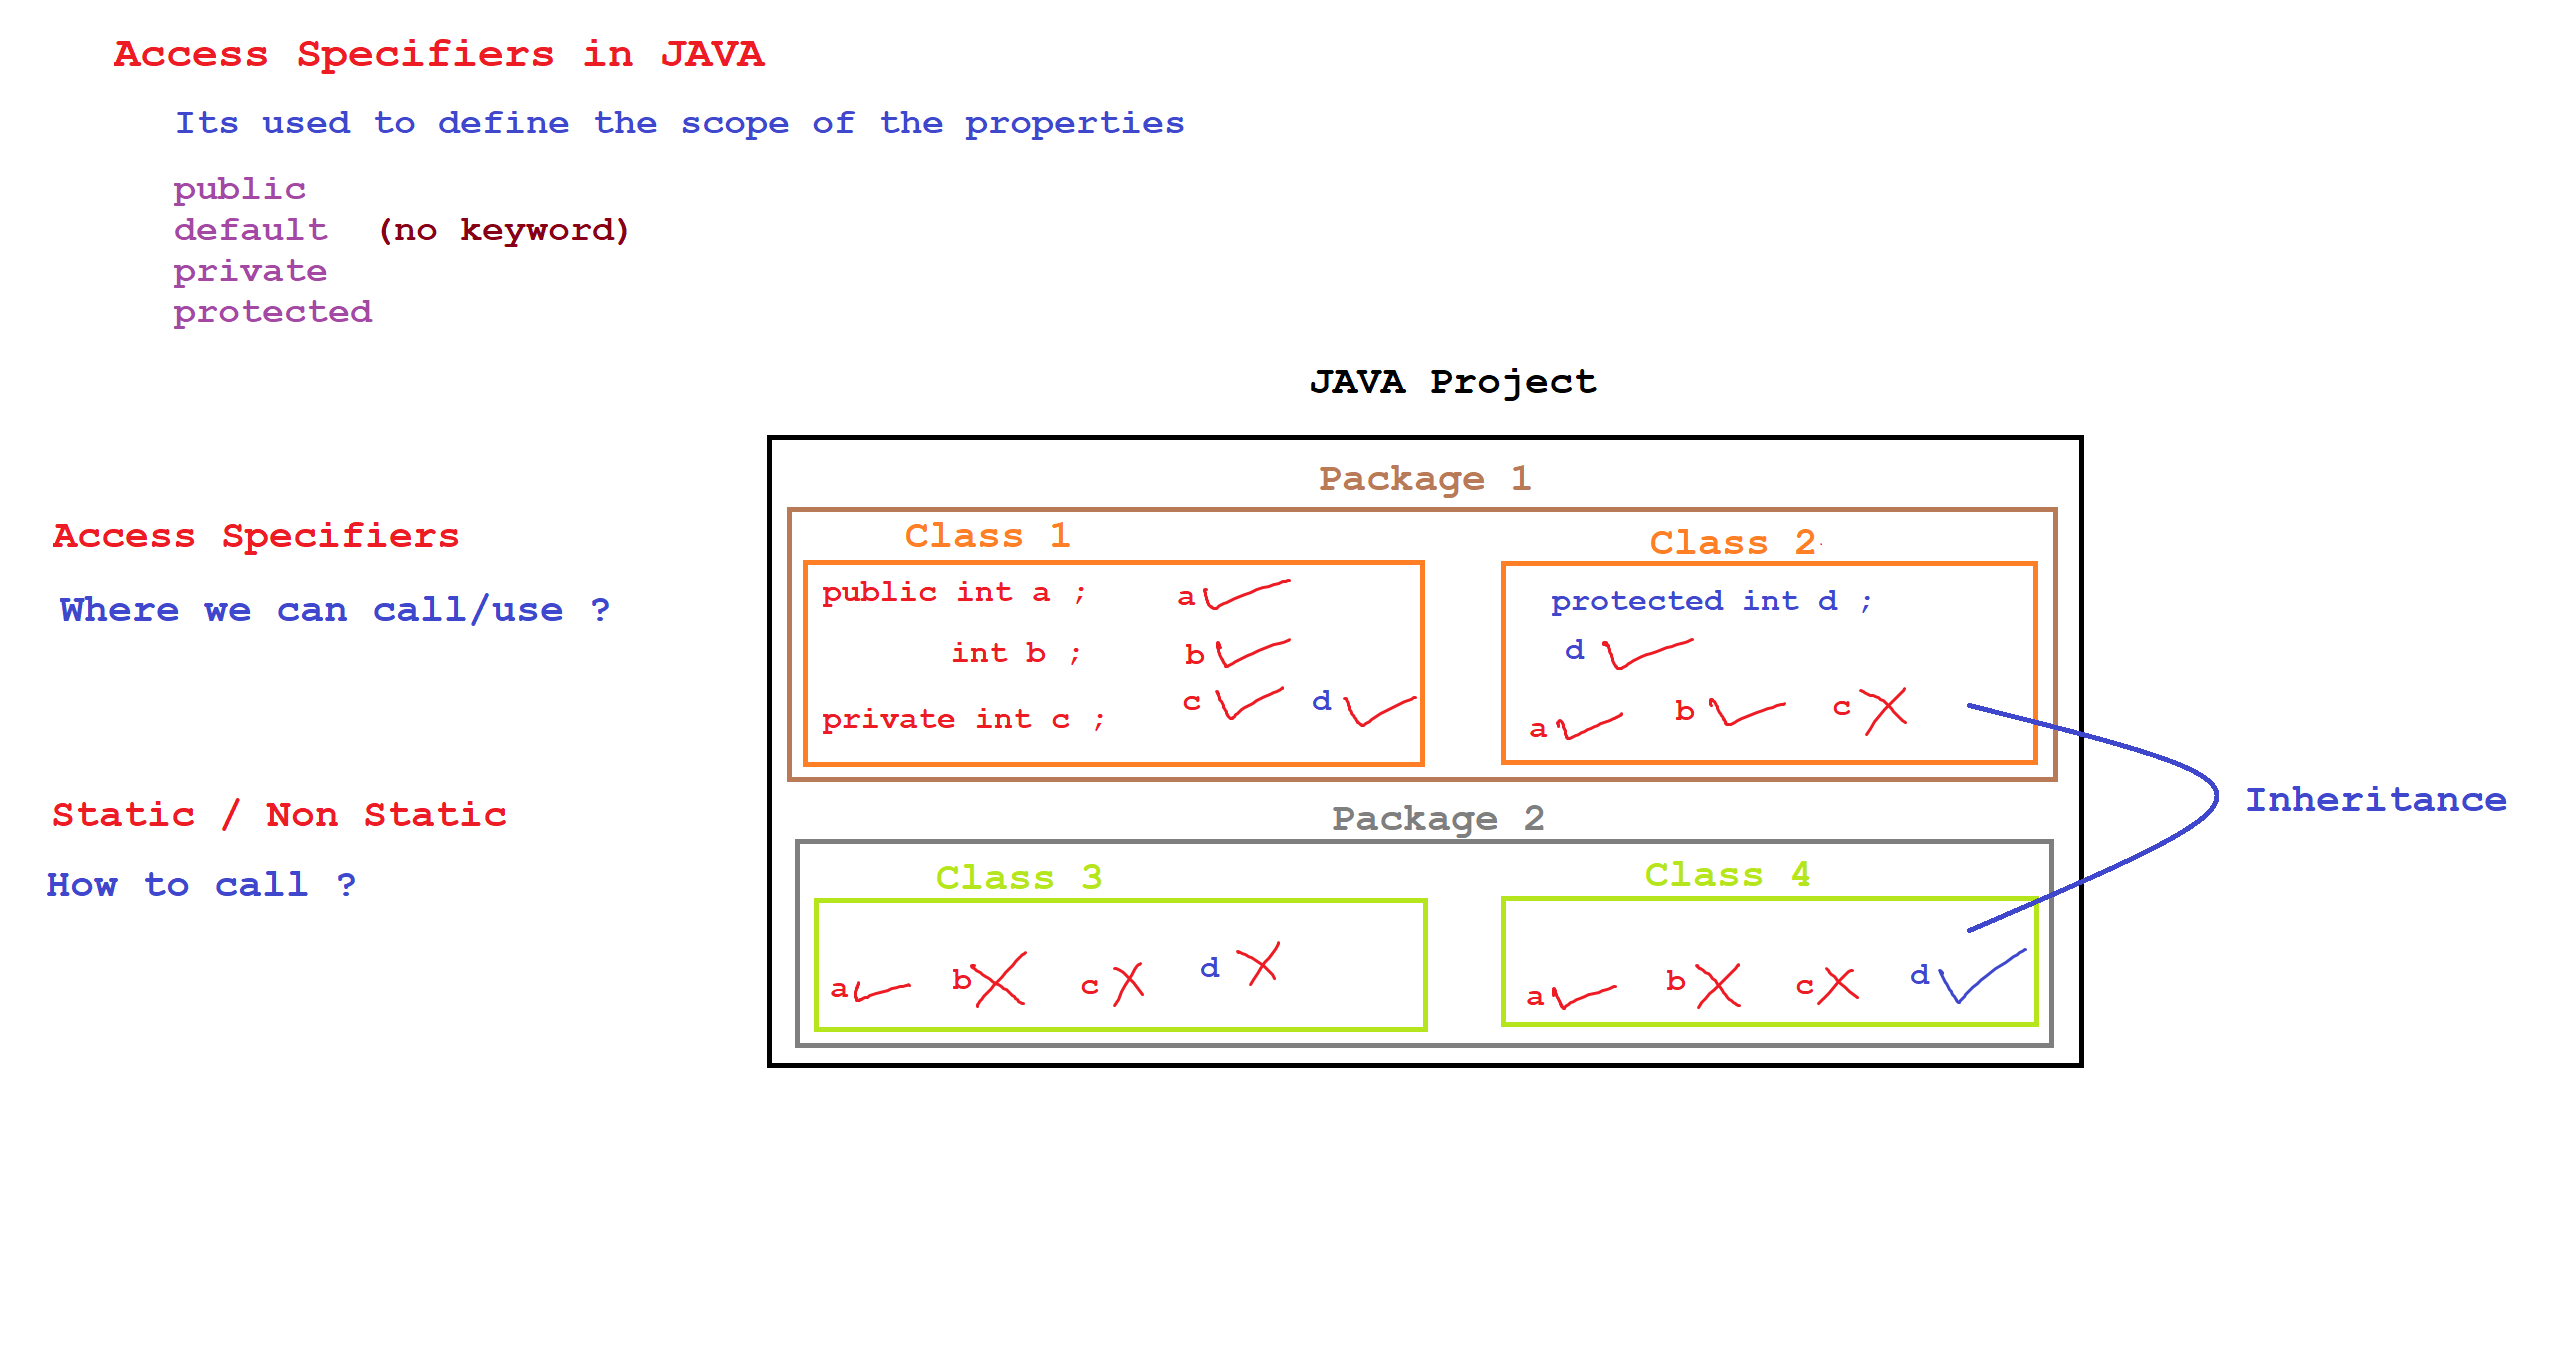 Access Specifiers in JAVA
Its used to define the scope of the properties
public
default (no keyword)
private
protected
JAVA Project
Package 1
Access Specifiers
Where we can call/use ?
Class 1
public int a ; a
int b ; b
private int c ; c d
Class 2
protected int d ;
d
a b c
Inheritance
Static / Non Static
How to call ?
Package 2
Class 3
a b c d
Class 4
a b c d